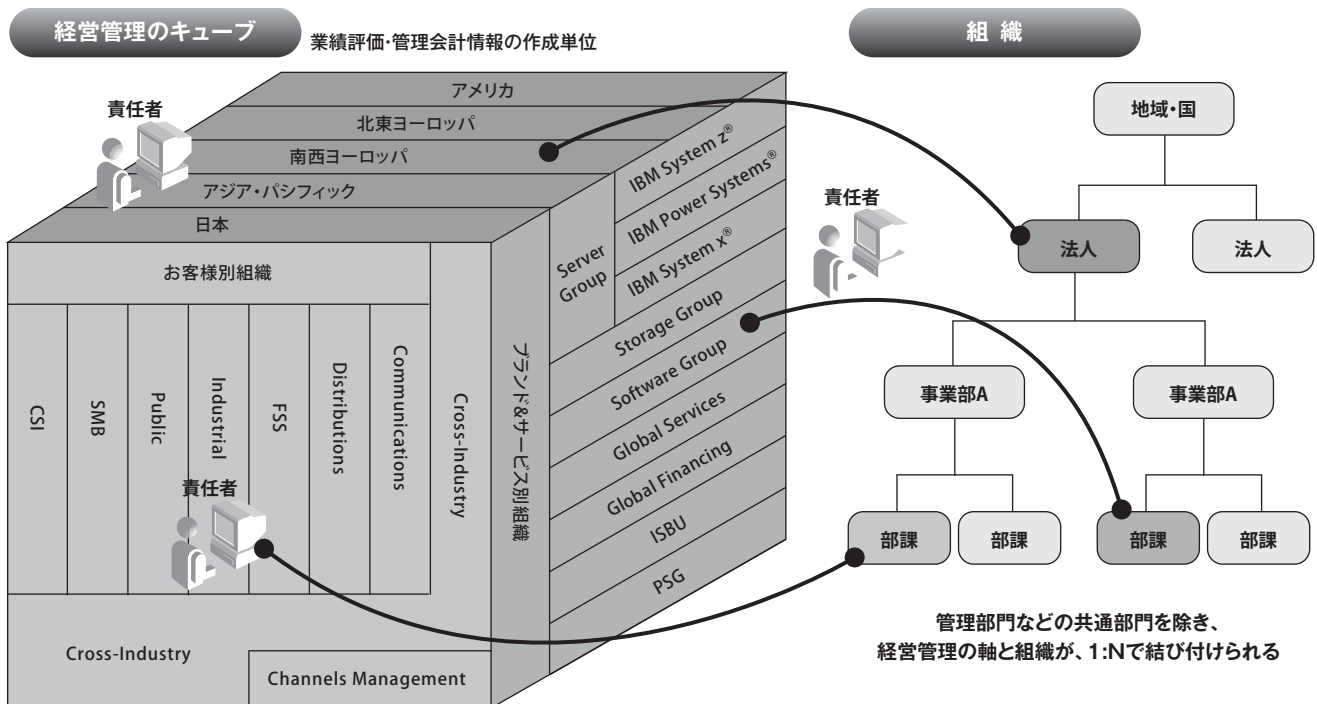 経営管理のキューブ
業績評価・管理会計情報の作成単位
責任者
アメリカ
北東ヨーロッパ
南西ヨーロッパ
アジア・パシフィック
日本
お客様別組織
CSI
SMB
Public
Industrial
FSS
Distributions
Communications
Cross-Industry
責任者
Cross-Industry
Channels Management
ブランド&サービス別組織
Server
Group
IBM System z®
IBM Power Systems®
IBM System x®
Storage Group
Software Group
Global Services
Global Financing
ISBU
PSG
責任者
組織
地域・国
法人
法人
事業部A
事業部A
部課
部課
部課
部課
管理部門などの共通部門を除き、
経営管理の軸と組織が、1:Nで結び付けられる